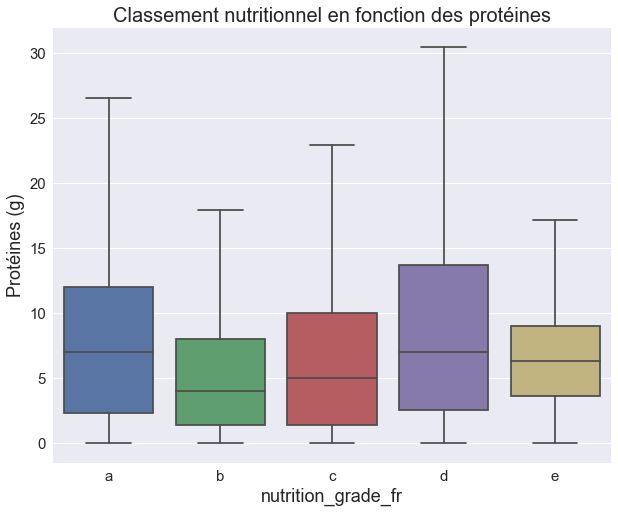 Classement nutritionnel en fonction des protéines
Protéines (g)
30
25
20
15
10
5
0
a b c d e
nutrition_grade_fr